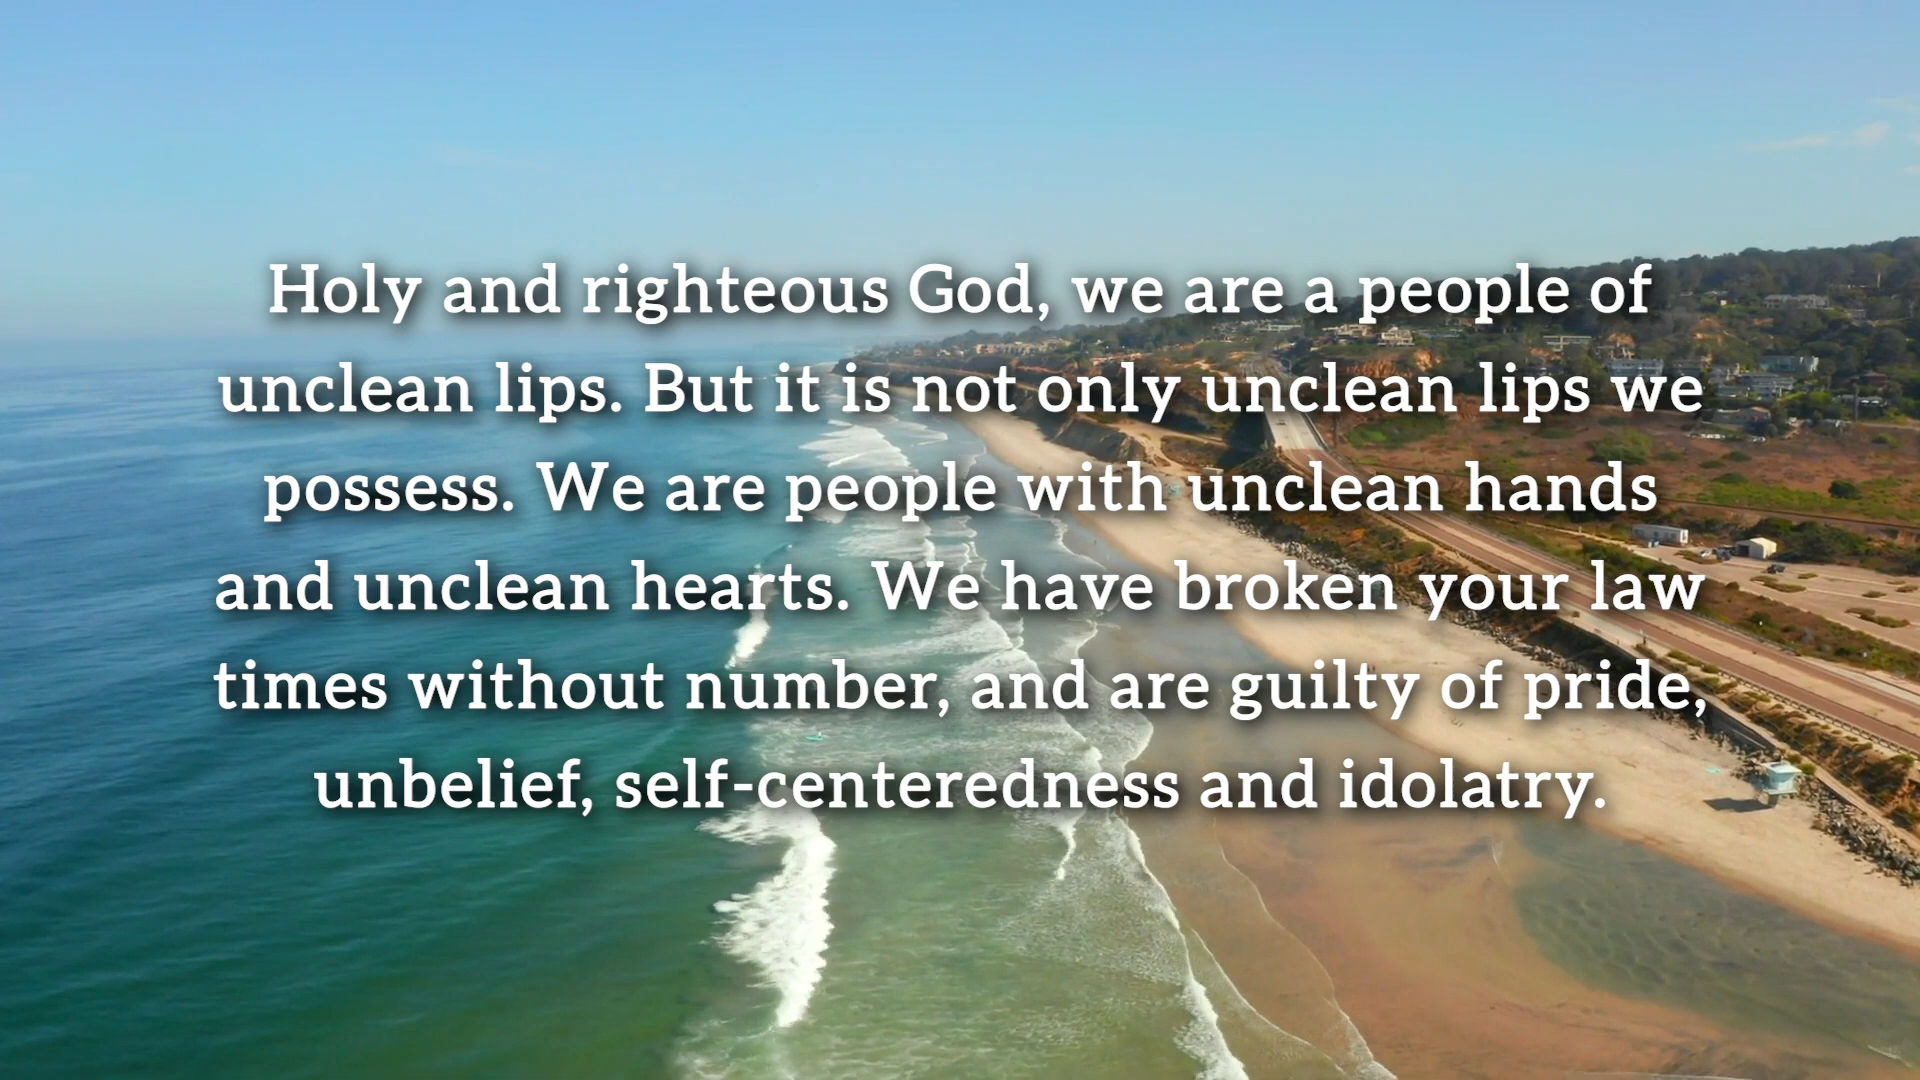 Holy and righteous God, we are a people of
unclean lips. But it is not only unclean lips we
possess. We are people with unclean hands
and unclean hearts. We have broken your law
times without number, and are guilty of pride,
unbelief, self-centeredness and idolatry.